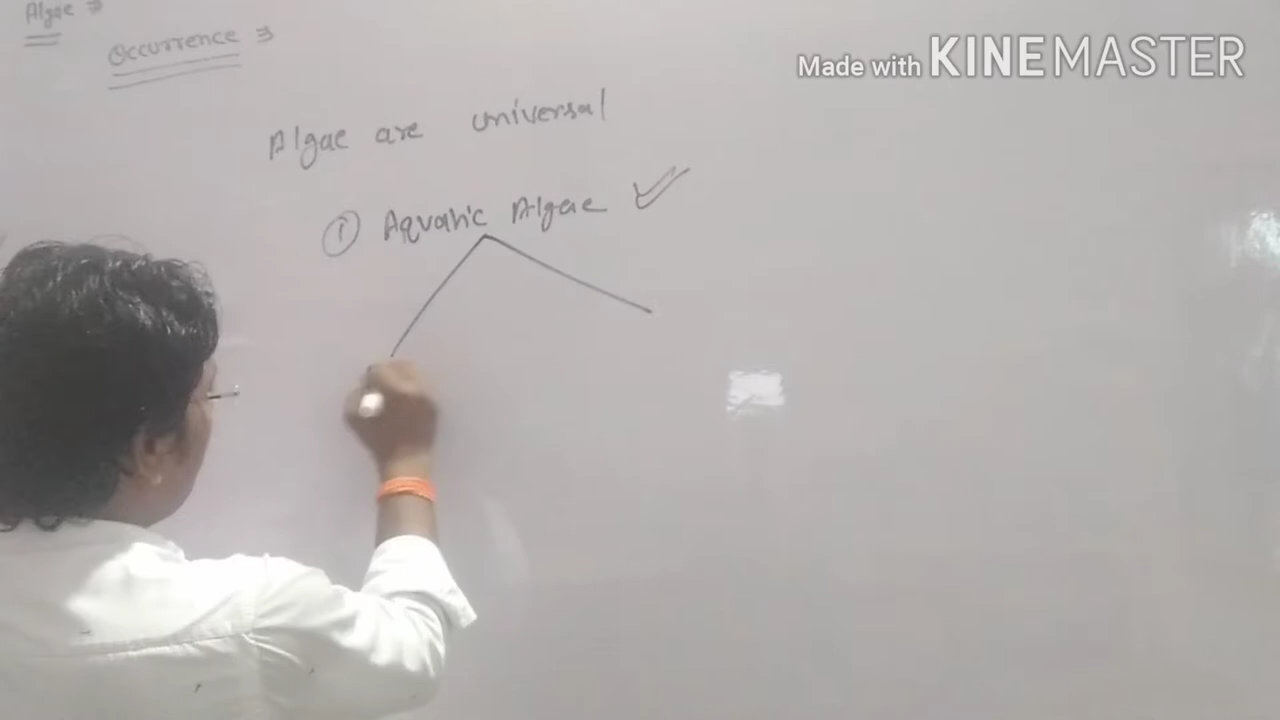 Algae ⇒
Occurrence ⇒
Made with KINEMASTER
Algae are universal
① Aquatic Algae ✓